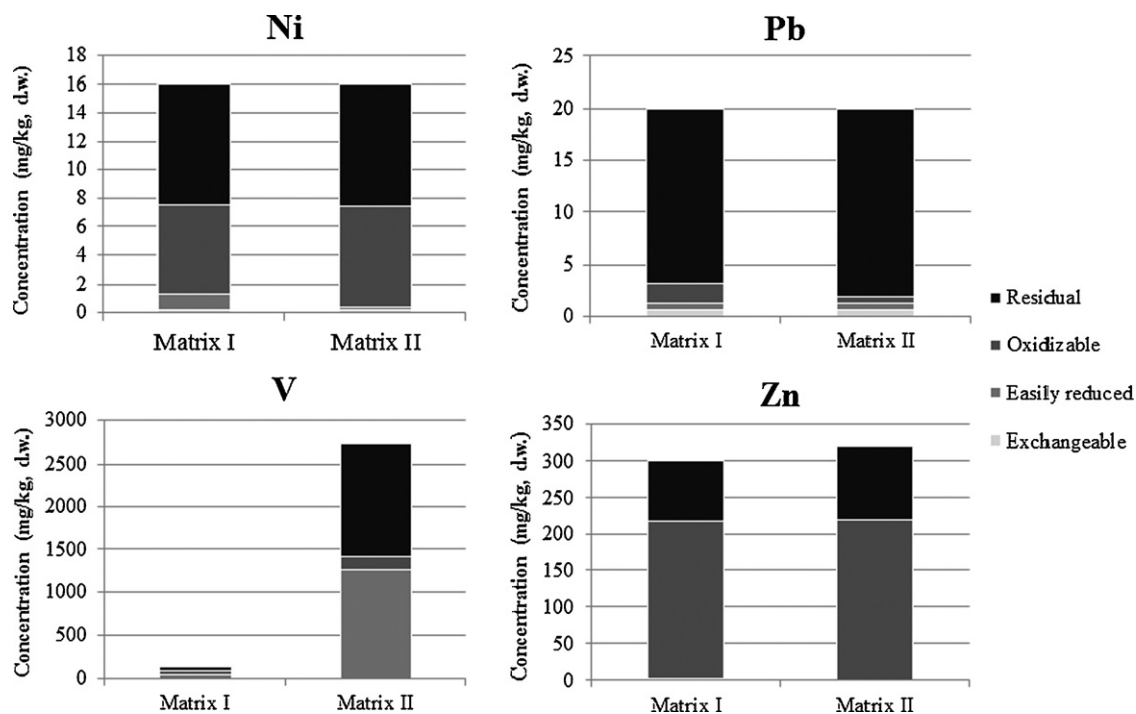 Ni
Concentration (mg/kg, d.w.)
18
16
14
12
10
8
6
4
2
0
Matrix I
Matrix II
Pb
Concentration (mg/kg, d.w.)
25
20
15
10
5
0
Matrix I
Matrix II
V
Concentration (mg/kg, d.w.)
3000
2500
2000
1500
1000
500
0
Matrix I
Matrix II
Zn
Concentration (mg/kg, d.w.)
350
300
250
200
150
100
50
0
Matrix I
Matrix II
Residual
Oxidizable
Easily reduced
Exchangeable